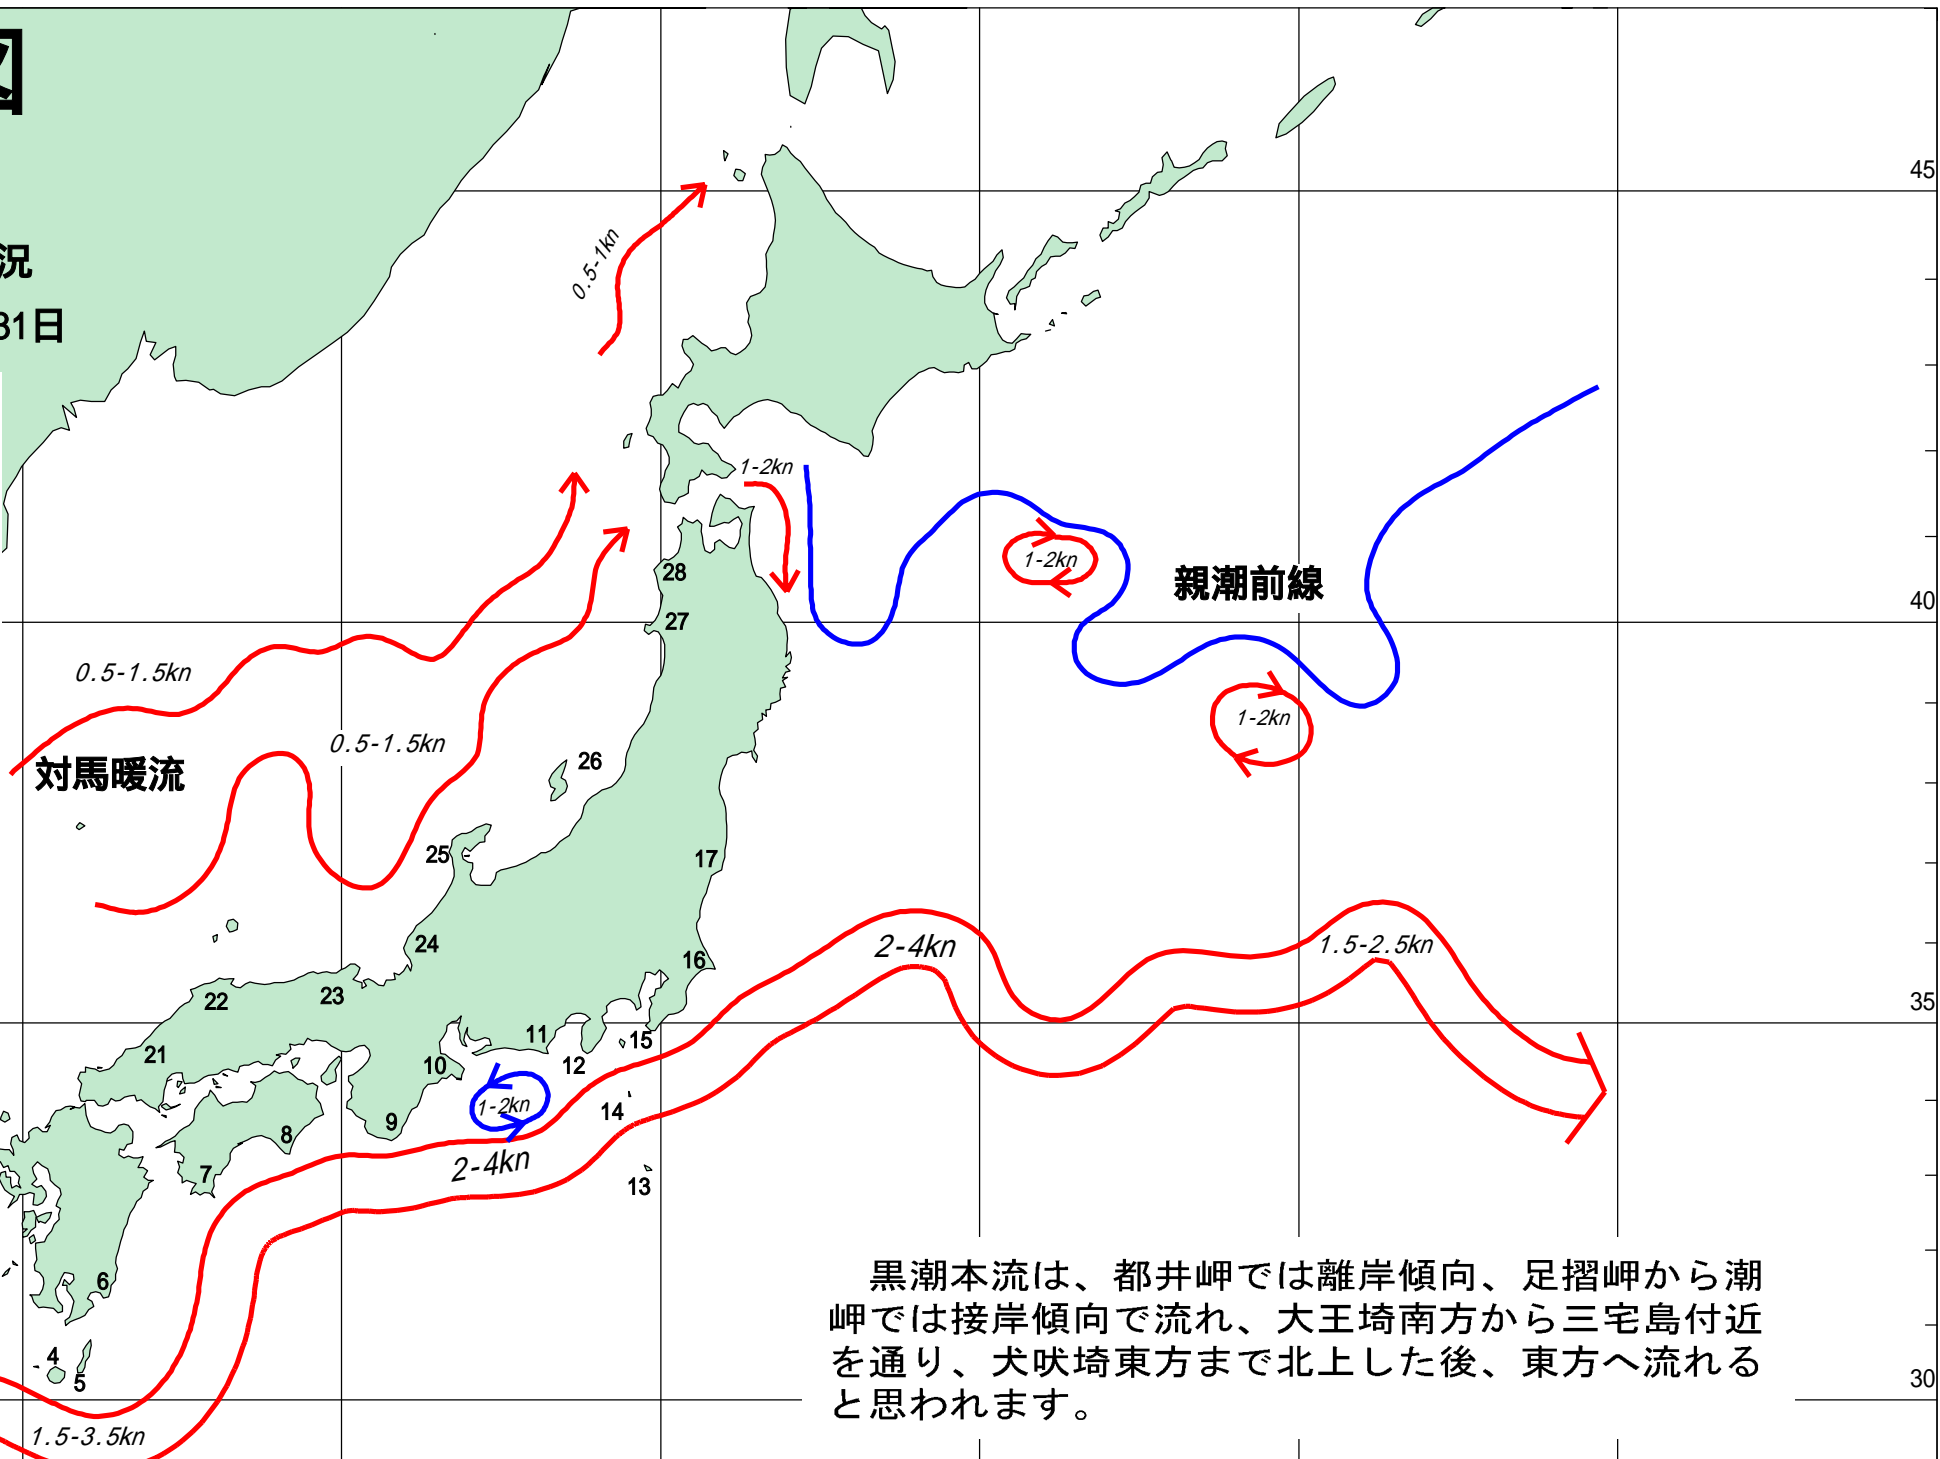 図
況
31日
45
0.5-1kn
1-2kn
1-2kn
親潮前線
28
40
27
0.5-1.5kn
1-2kn
0.5-1.5kn
対馬暖流
26
25
17
24
2-4kn
1.5-2.5kn
16
22
23
35
11
15
21
10
12
1-2kn
14
9
8
2-4kn
7
13
6
4
5
30
1.5-3.5kn
黒潮本流は、都井岬では離岸傾向、足摺岬から潮
岬では接岸傾向で流れ、大王埼南方から三宅島付近
を通り、犬吠埼東方まで北上した後、東方へ流れる
と思われます。